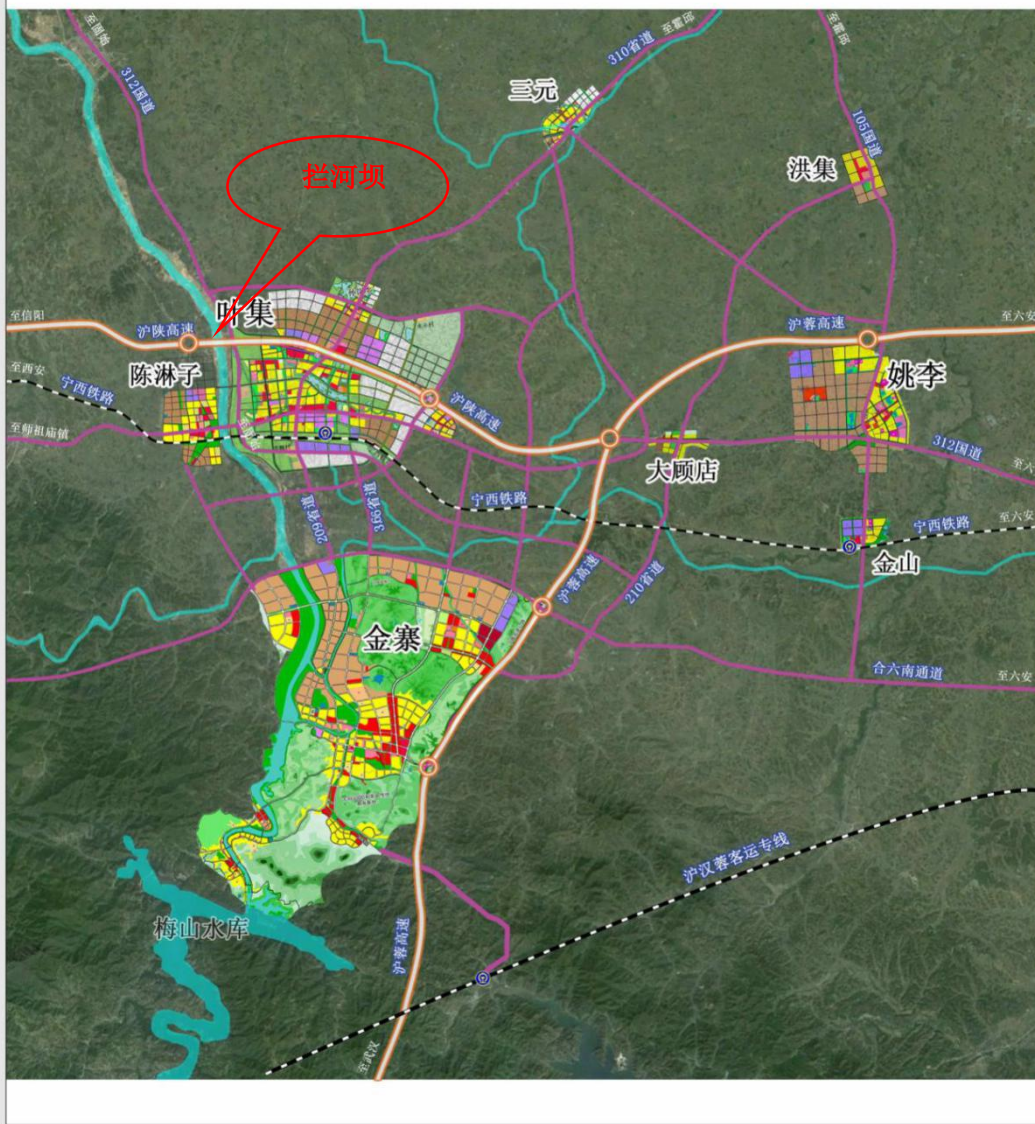 至固始
312国道
310省道
至霍邱
至霍邱
三元
105国道
洪集
拦河坝
叶集
至信阳
沪陕高速
沪蓉高速
至六安
陈淋子
至西安
宁西铁路
姚李
沪陕高速
至师祖庙镇
312国道
大顾店
宁西铁路
209省道
366省道
宁西铁路
至六安
金山
沪蓉高速
210省道
金寨
合六南通道
至六安
沪汉蓉客运专线
梅山水库
沪蓉高速
至武汉